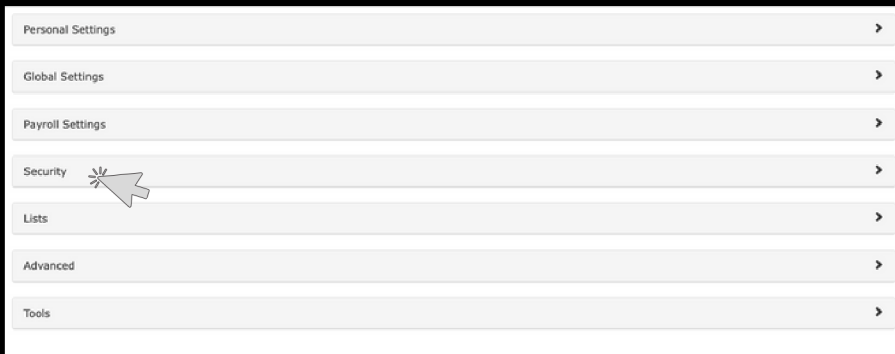 Personal Settings
Global Settings
Payroll Settings
Security
Lists
Advanced
Tools